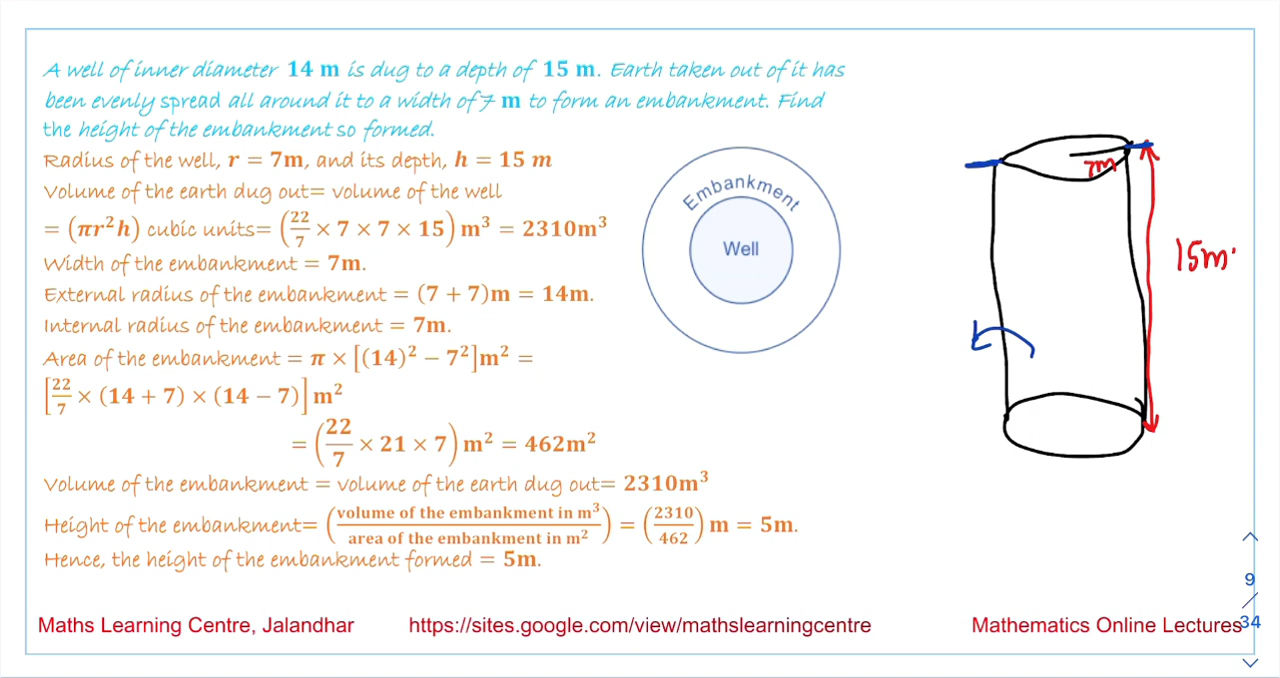 A well of inner diameter 14 m is dug to a depth of 15 m. Earth taken out of it has
been evenly spread all around it to a width of 7 m to form an embankment. Find
the height of the embankment so formed.
Radius of the well, r = 7m, and its depth, h = 15 m
Volume of the earth dug out= volume of the well
= (πr²h) cubic units= (22/7 × 7 × 7 × 15) m³ = 2310m³
Width of the embankment = 7m.
External radius of the embankment = (7 + 7)m = 14m.
Internal radius of the embankment = 7m.
Area of the embankment = π × [(14)² − 7²]m² =
[22/7 × (14 + 7) × (14 − 7)] m²
= (22/7 × 21 × 7) m² = 462m²
Volume of the embankment = volume of the earth dug out= 2310m³
Height of the embankment= (volume of the embankment in m³/area of the embankment in m²) = (2310/462) m = 5m.
Hence, the height of the embankment formed = 5m.
Embankment
Well
7m
15m.
Maths Learning Centre, Jalandhar https://sites.google.com/view/mathslearningcentre Mathematics Online Lectures
9
/
34